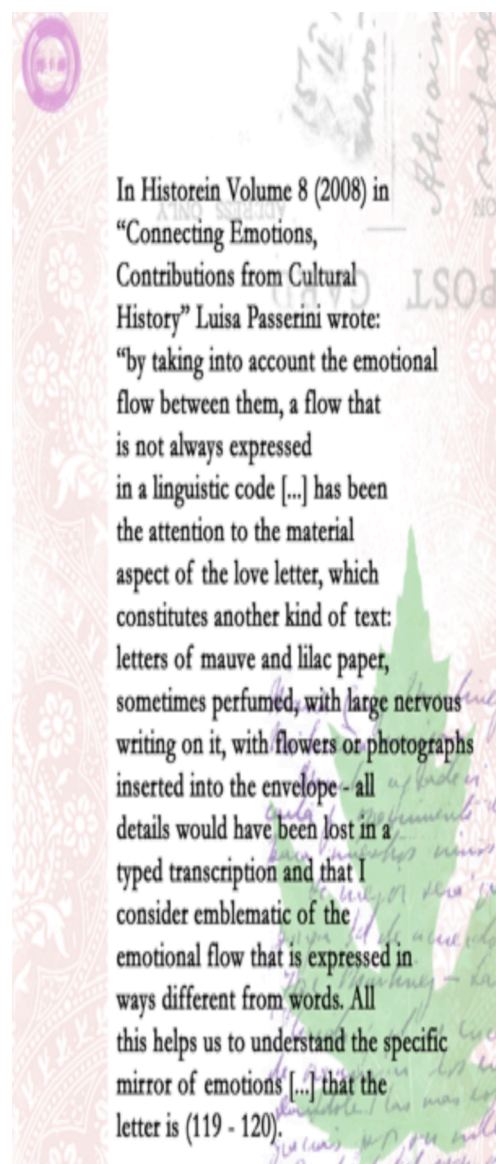 In Historein Volume 8 (2008) in
“Connecting Emotions,
Contributions from Cultural
History” Luisa Passerini wrote:
“by taking into account the emotional
flow between them, a flow that
is not always expressed
in a linguistic code [...] has been
the attention to the material
aspect of the love letter, which
constitutes another kind of text:
letters of mauve and lilac paper,
sometimes perfumed, with large nervous
writing on it, with flowers or photographs
inserted into the envelope - all
details would have been lost in a
typed transcription and that I
consider emblematic of the
emotional flow that is expressed in
ways different from words. All
this helps us to understand the specific
mirror of emotions [...] that the
letter is (119 - 120).
ADDRESS ONLY
POST CARD